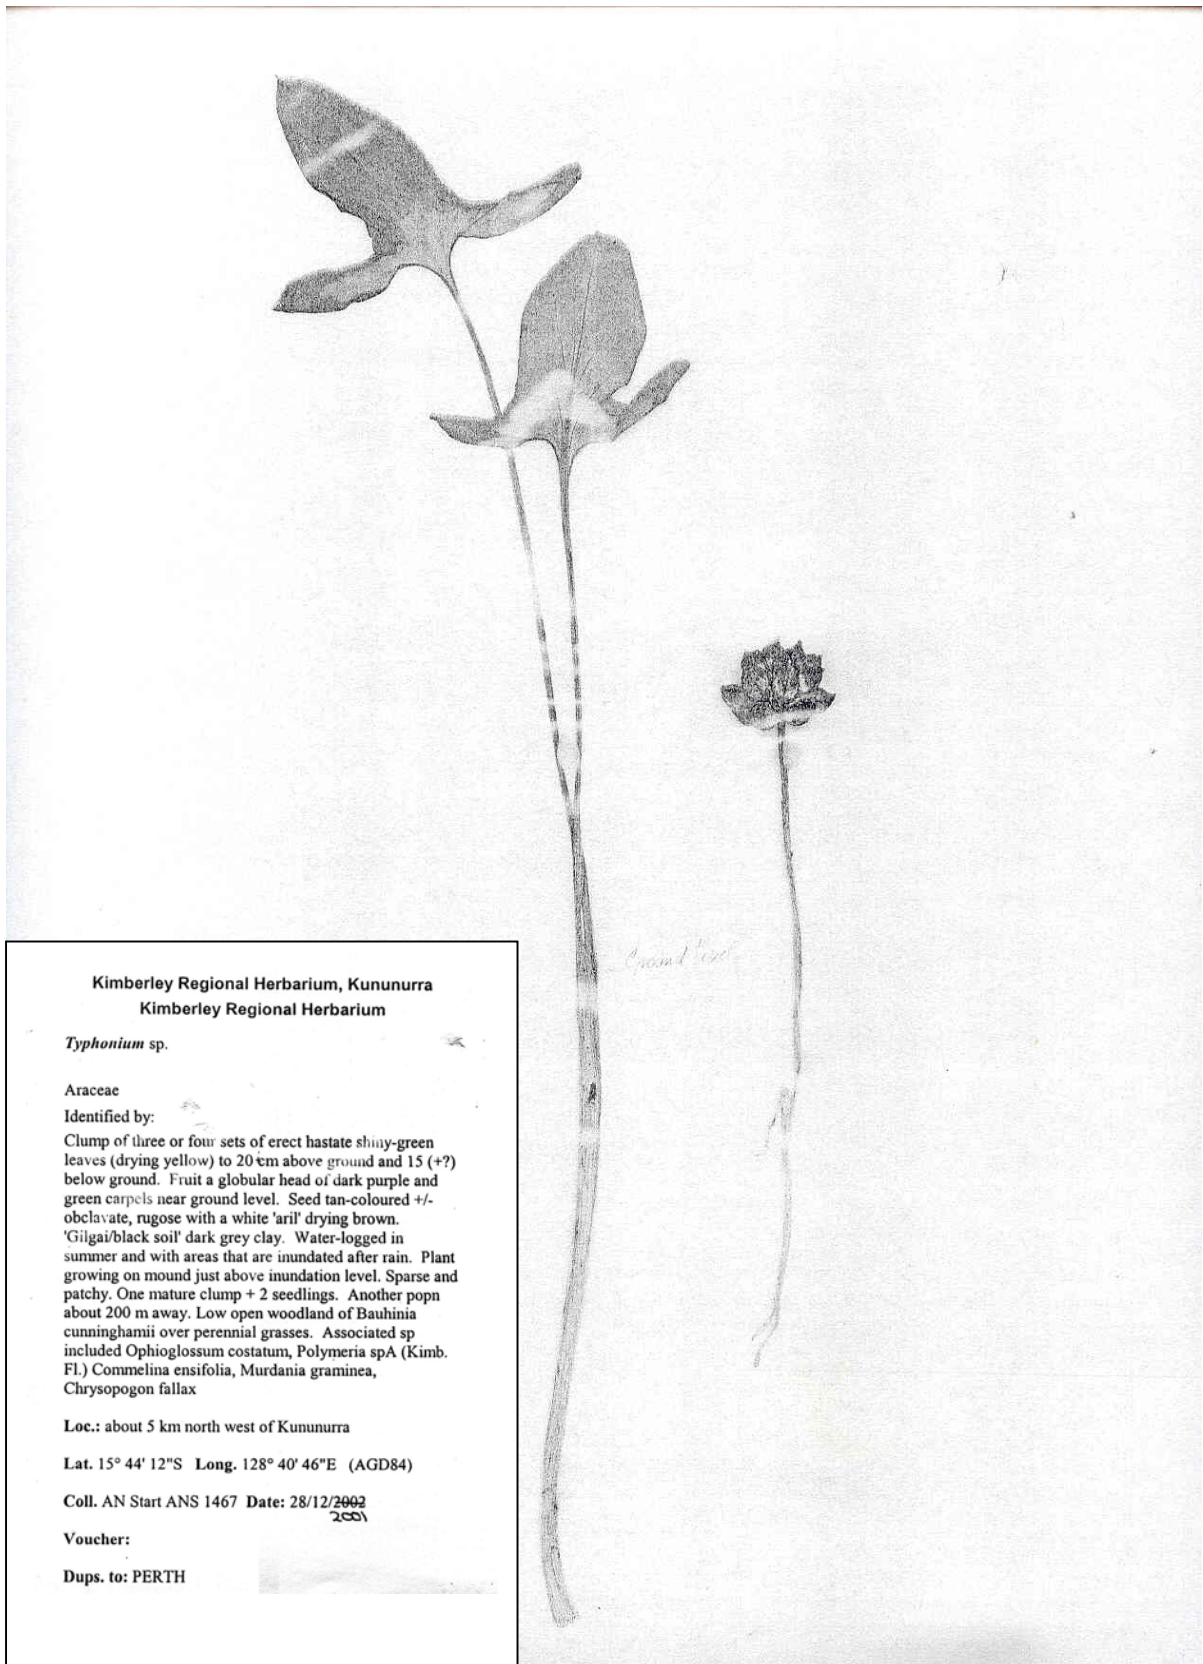 Ground level
Kimberley Regional Herbarium, Kununurra
Kimberley Regional Herbarium
Typhonium sp.
Araceae
Identified by:
Clump of three or four sets of erect hastate shiny-green
leaves (drying yellow) to 20 cm above ground and 15 (+?)
below ground. Fruit a globular head of dark purple and
green carpels near ground level. Seed tan-coloured +/-
obclavate, rugose with a white 'aril' drying brown.
'Gilgai/black soil' dark grey clay. Water-logged in
summer and with areas that are inundated after rain. Plant
growing on mound just above inundation level. Sparse and
patchy. One mature clump + 2 seedlings. Another popn
about 200 m away. Low open woodland of Bauhinia
cunninghamii over perennial grasses. Associated sp
included Ophioglossum costatum, Polymeria spA (Kimb.
Fl.) Commelina ensifolia, Murdania graminea,
Chrysopogon fallax
Loc.: about 5 km north west of Kununurra
Lat. 15° 44' 12"S Long. 128° 40' 46"E (AGD84)
Coll. AN Start ANS 1467 Date: 28/12/2002
2001
Voucher:
Dups. to: PERTH